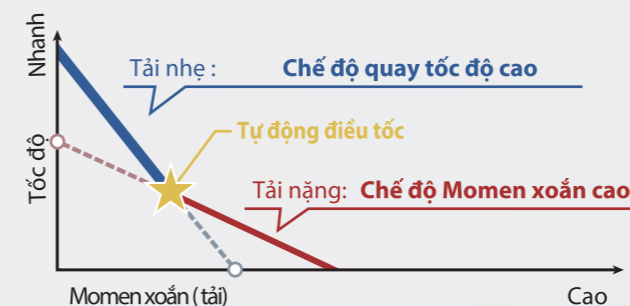 Nhanh
Tốc độ
Tải nhẹ : Chế độ quay tốc độ cao
Tự động điều tốc
Tải nặng: Chế độ Momen xoắn cao
Momen xoắn ( tải)
Cao